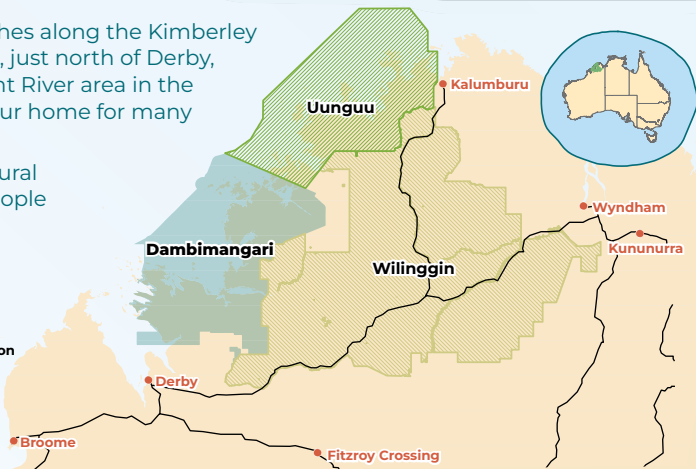 hes along the Kimberley
, just north of Derby,
nt River area in the
ur home for many
ural
ople
on
Uunguu
Kalumburu
Wyndham
Kununurra
Dambimangari
Wilinggin
Derby
Broome
Fitzroy Crossing